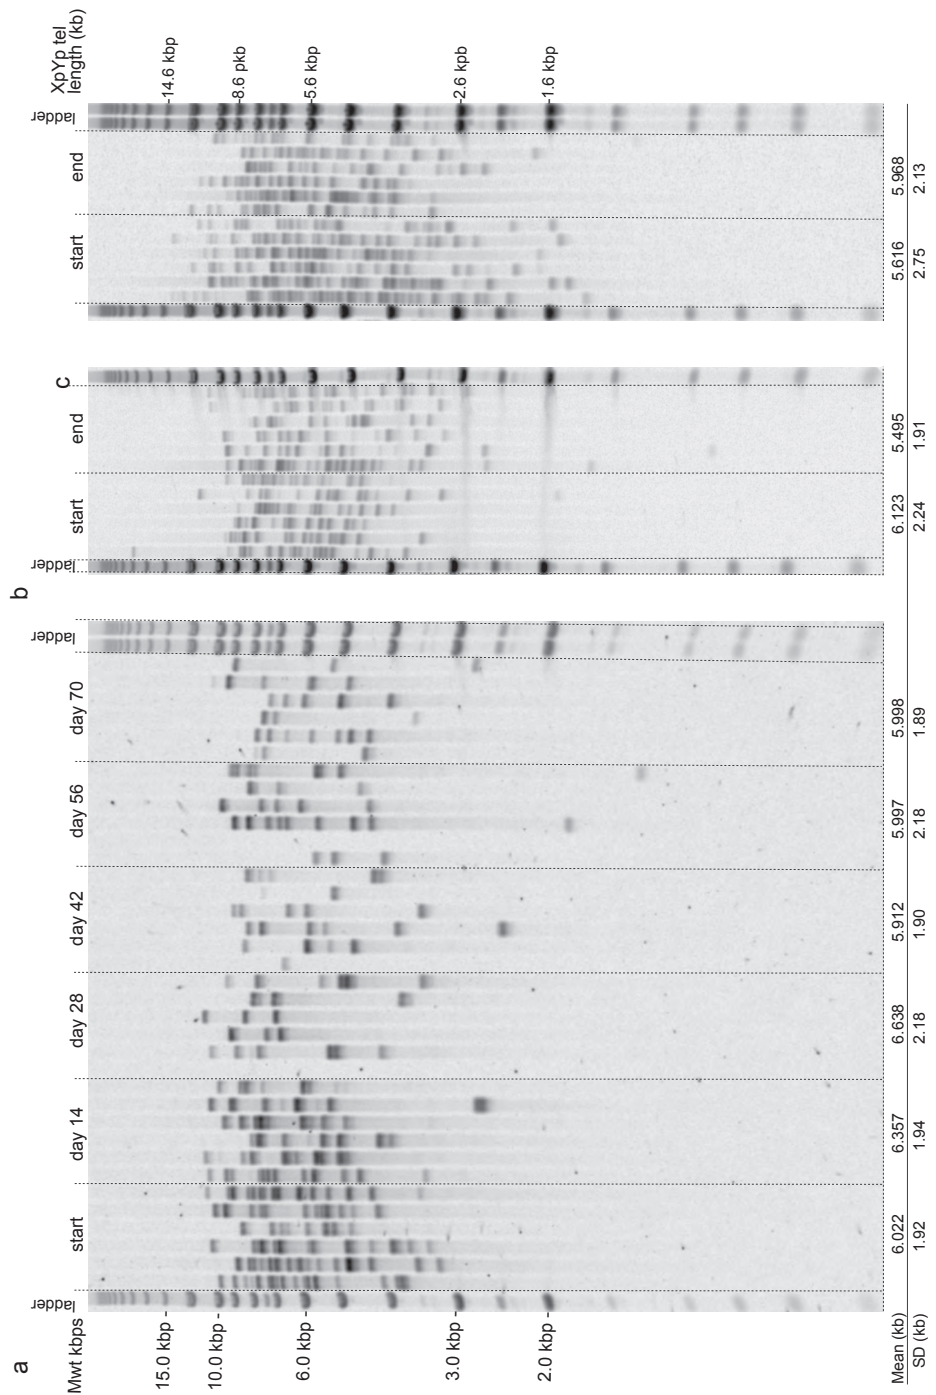 a
Mwt kbps
ladder
start
day 14
day 28
day 42
day 56
day 70
ladder
15.0 kbp
10.0 kbp
6.0 kbp
3.0 kbp
2.0 kbp
Mean (kb)
6.022
6.357
6.638
5.912
5.997
5.998
SD (kb)
1.92
1.94
2.18
1.90
2.18
1.89
b
ladder
start
end
6.123
5.495
2.24
1.91
c
start
end
ladder
XpYp tel
length (kb)
14.6 kbp
8.6 pkb
5.6 kbp
2.6 kpb
1.6 kbp
5.616
5.968
2.75
2.13